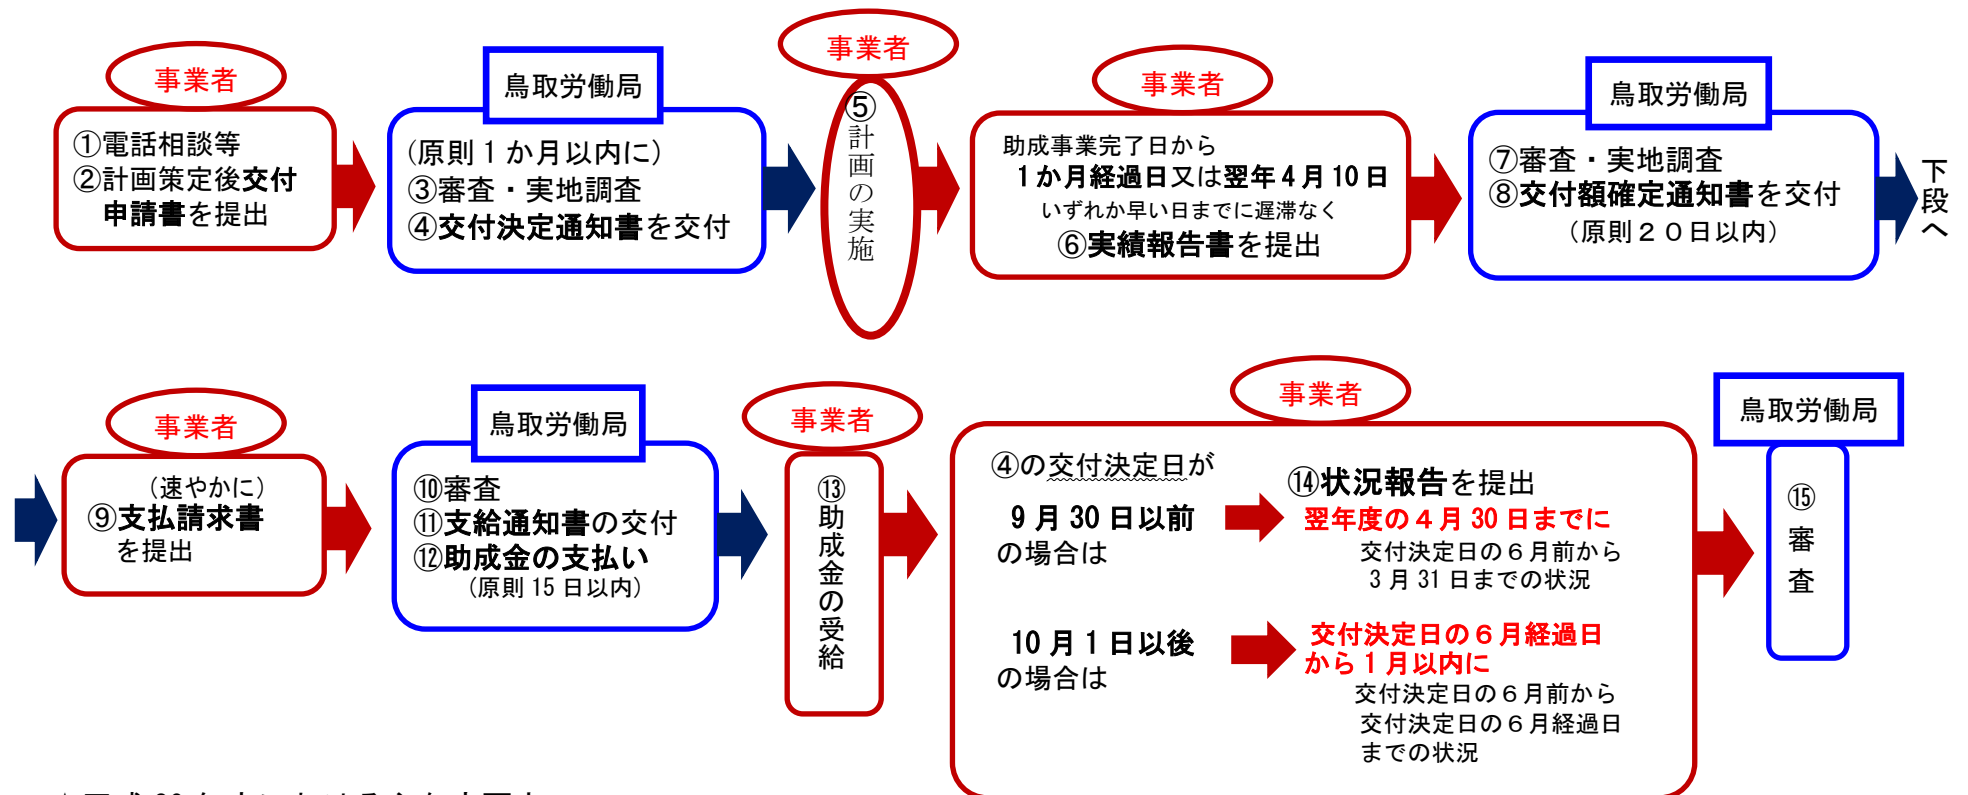 事業者
①電話相談等
②計画策定後交付
申請書を提出
鳥取労働局
(原則1か月以内に)
③審査・実地調査
④交付決定通知書を交付
事業者
⑤計画の実施
事業者
助成事業完了日から
1か月経過日又は翌年4月10日
いずれか早い日までに遅滞なく
⑥実績報告書を提出
鳥取労働局
⑦審査・実地調査
⑧交付額確定通知書を交付
(原則20日以内)
下段へ
事業者
(速やかに)
⑨支払請求書
を提出
鳥取労働局
⑩審査
⑪支給通知書の交付
⑫助成金の支払い
(原則15日以内)
事業者
⑬助成金の受給
事業者
④の交付決定日が
9月30日以前
の場合は
⑭状況報告を提出
翌年度の4月30日までに
交付決定日の6月前から
3月31日までの状況
10月1日以後
の場合は
交付決定日の6月経過日
から1月以内に
交付決定日の6月前から
交付決定日の6月経過日
までの状況
鳥取労働局
⑮審査